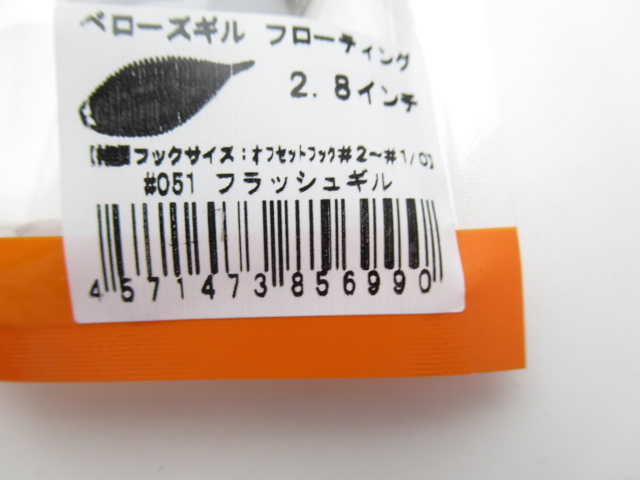 ベローズギル フローティング
2.8インチ
【推奨フックサイズ:オフセットフック#2~#1/0】
#051 フラッシュギル
4571473856990